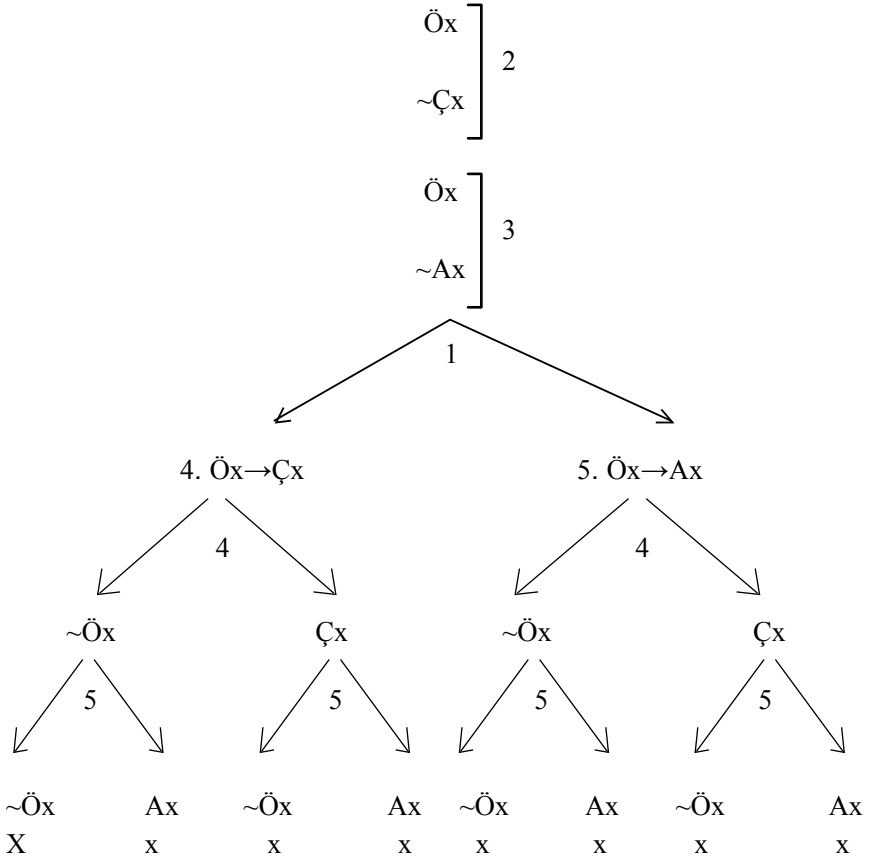 Öx
2
~Çx
Öx
3
~Ax
1
4. Öx→Çx 5. Öx→Ax
4 4
~Öx Çx ~Öx Çx
5 5 5 5
~Öx Ax ~Öx Ax ~Öx Ax ~Öx Ax
X x x x x x x x